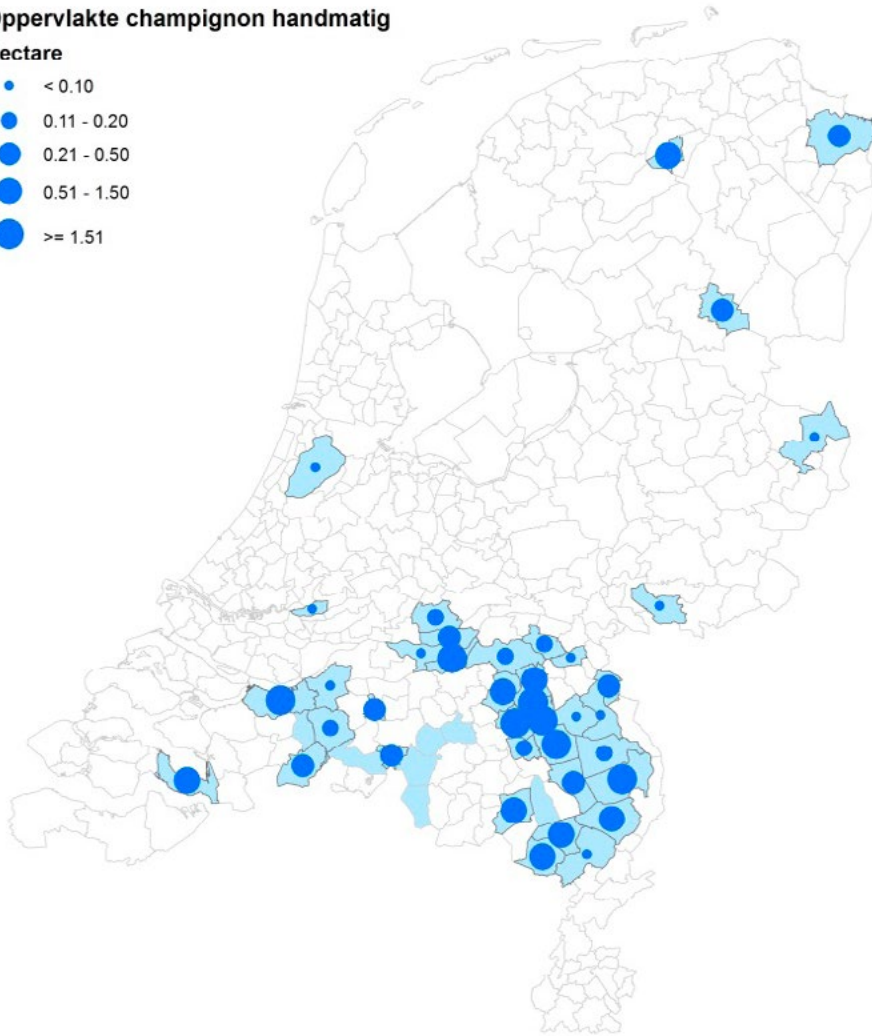 ppervlakte champignon handmatig
ectare
< 0.10
0.11 - 0.20
0.21 - 0.50
0.51 - 1.50
>= 1.51